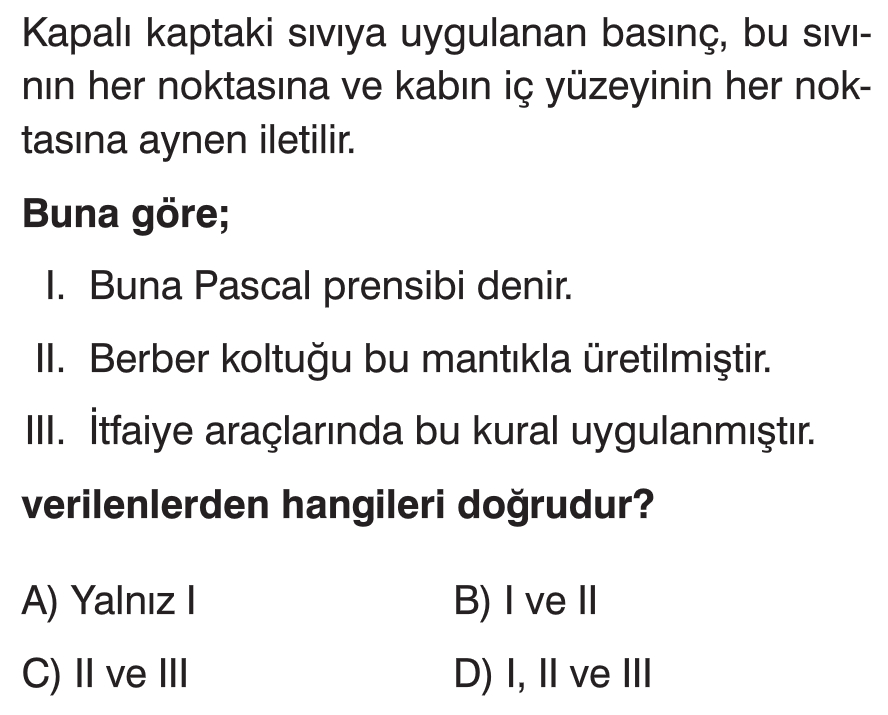 Kapalı kaptaki sıvıya uygulanan basınç, bu sıvı-
nın her noktasına ve kabın iç yüzeyinin her nok-
tasına aynen iletilir.
Buna göre;
I. Buna Pascal prensibi denir.
II. Berber koltuğu bu mantıkla üretilmiştir.
III. İtfaiye araçlarında bu kural uygulanmıştır.
verilenlerden hangileri doğrudur?
A) Yalnız I B) I ve II
C) II ve III D) I, II ve III